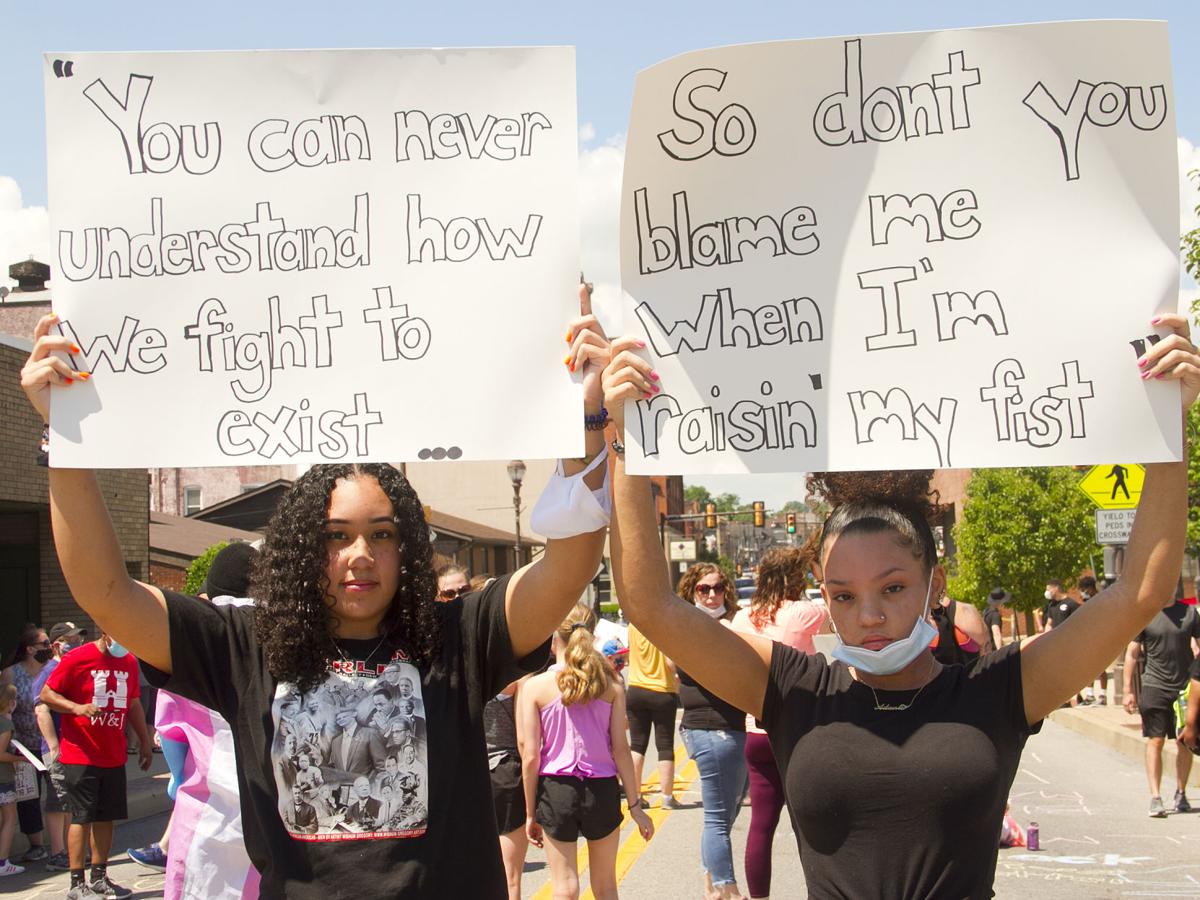 “You can never
understand how
we fight to
exist ...
So dont you
blame me
When I'm
raisin' my fist”
W&J
YIELD TO
PEDS IN
CROSSWALK